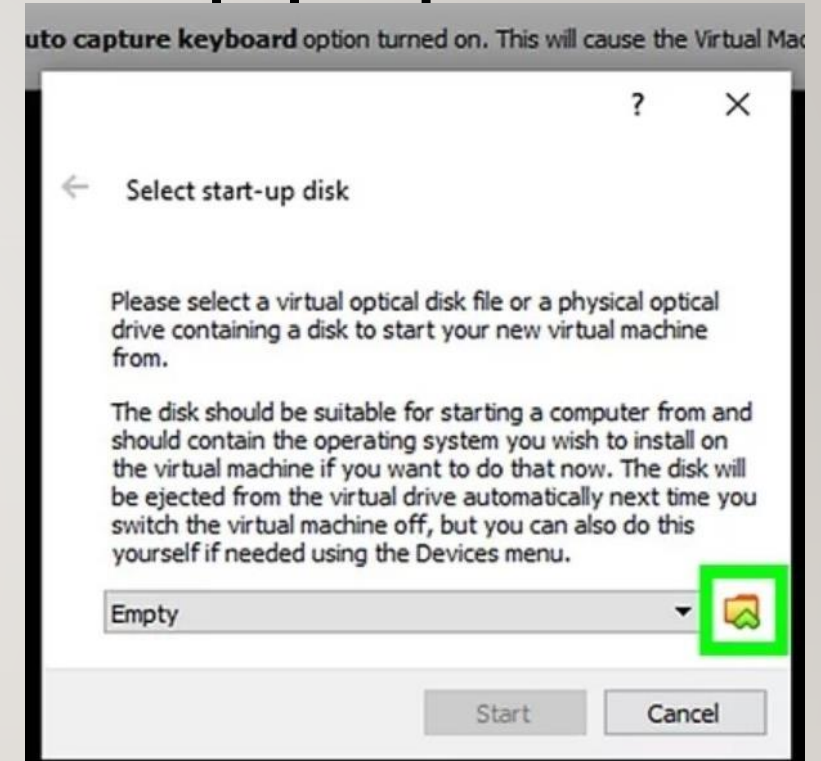 uto capture keyboard option turned on. This will cause the Virtual Mac
?
Select start-up disk
Please select a virtual optical disk file or a physical optical
drive containing a disk to start your new virtual machine
from.
The disk should be suitable for starting a computer from and
should contain the operating system you wish to install on
the virtual machine if you want to do that now. The disk will
be ejected from the virtual drive automatically next time you
switch the virtual machine off, but you can also do this
yourself if needed using the Devices menu.
Empty
Start Cancel